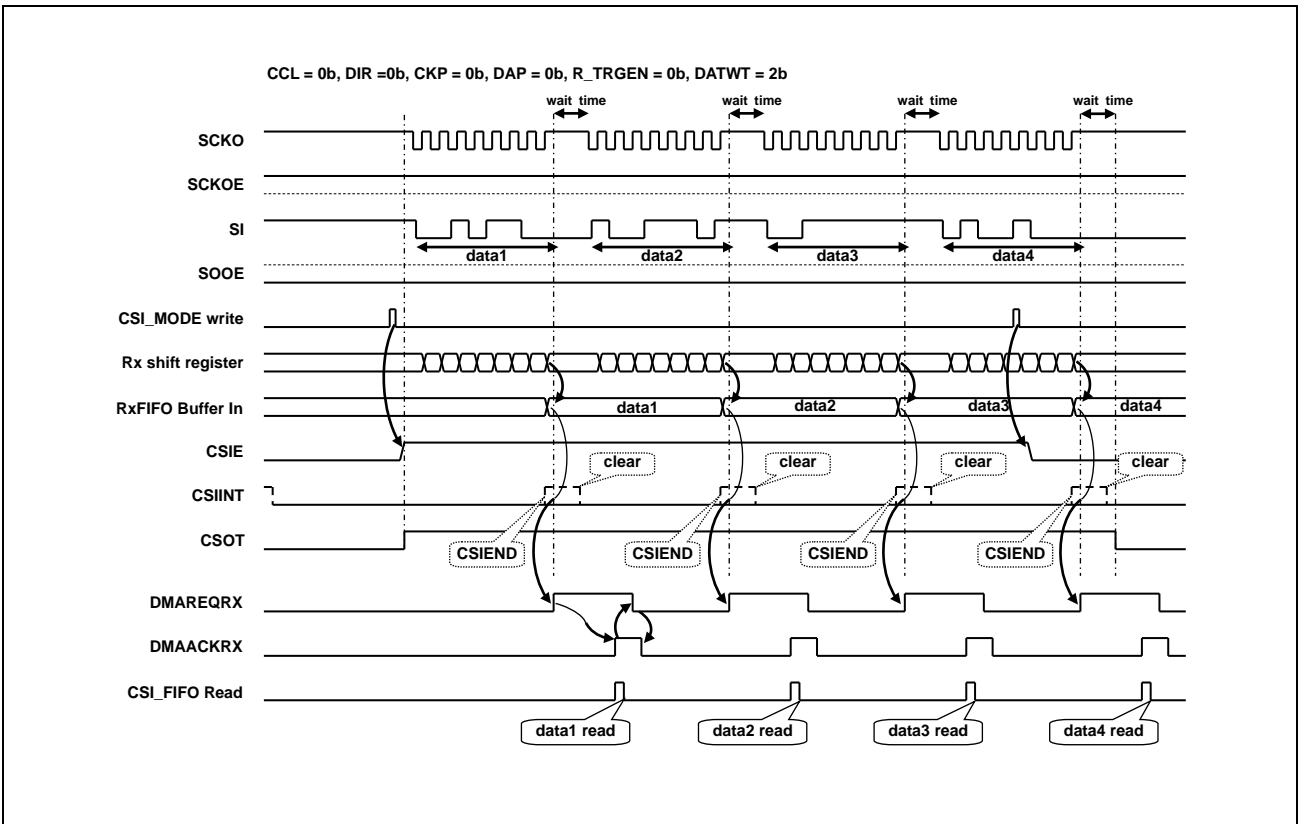 CCL = 0b, DIR =0b, CKP = 0b, DAP = 0b, R_TRGEN = 0b, DATWT = 2b
wait time wait time wait time wait time
SCKO
SCKOE
SI
data1 data2 data3 data4
SOOE
CSI_MODE write
Rx shift register
RxFIFO Buffer In data1 data2 data3 data4
CSIE
clear clear clear clear
CSIINT
CSOT
CSIEND CSIEND CSIEND CSIEND
DMAREQRX
DMAACKRX
CSI_FIFO Read
data1 read data2 read data3 read data4 read